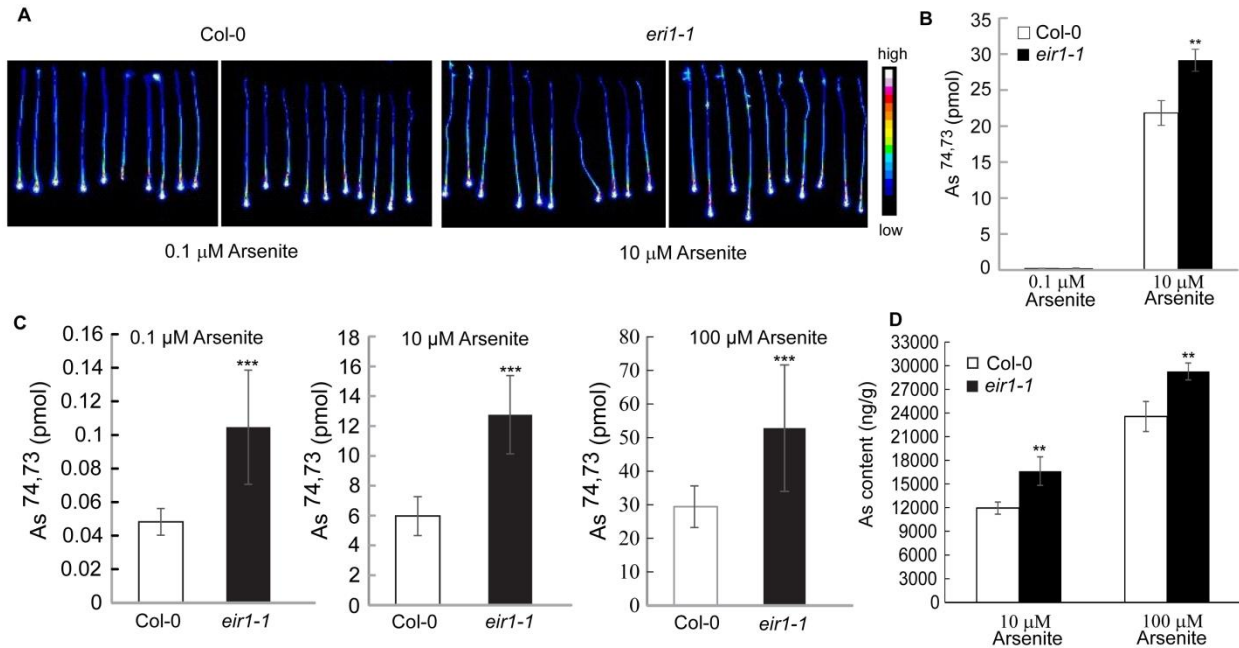 A
Col-0
eri1-1
high
low
0.1 μM Arsenite
10 μM Arsenite
B
Col-0
eir1-1
**
As 74,73 (pmol)
35
30
25
20
15
10
5
0
0.1 μM
Arsenite
10 μM
Arsenite
C
0.1 μM Arsenite
***
As 74,73 (pmol)
0.16
0.14
0.12
0.1
0.08
0.06
0.04
0.02
0
Col-0
eir1-1
10 μM Arsenite
***
As 74,73 (pmol)
18
16
14
12
10
8
6
4
2
0
Col-0
eir1-1
100 μM Arsenite
***
As 74,73 (pmol)
80
70
60
50
40
30
20
10
0
Col-0
eir1-1
D
Col-0
eir1-1
**
**
As content (ng/g)
33000
30000
27000
24000
21000
18000
15000
12000
9000
6000
3000
0
10 μM
Arsenite
100 μM
Arsenite